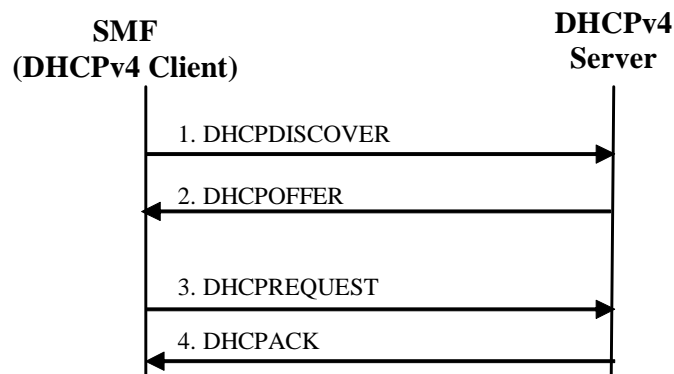 SMF
(DHCPv4 Client)
DHCPv4
Server
1. DHCPDISCOVER
2. DHCPOFFER
3. DHCPREQUEST
4. DHCPACK